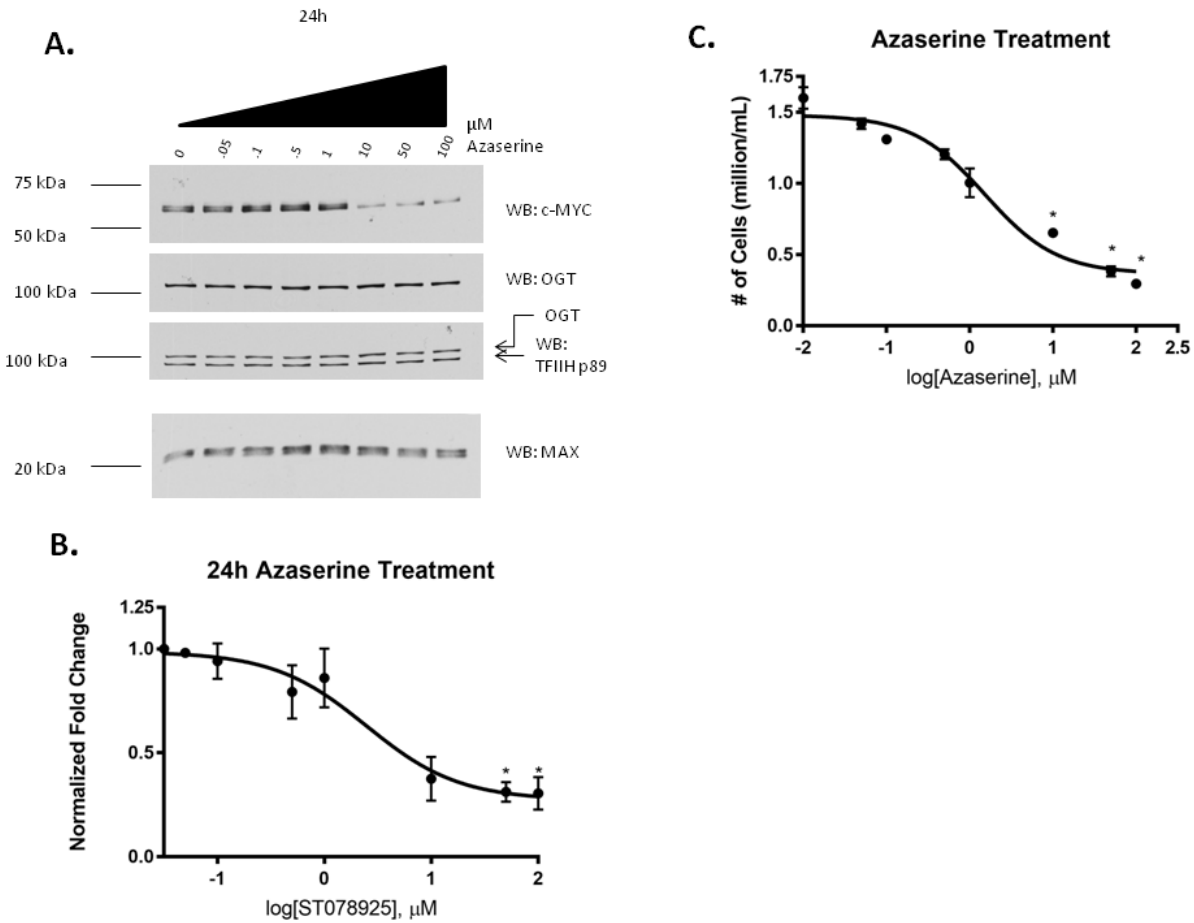 24h
A.
µM
Azaserine
0 .05 .1 .5 1 10 50 100
75 kDa
WB: c-MYC
50 kDa
WB: OGT
100 kDa
OGT
WB:
100 kDa
TFIIH p89
WB: MAX
20 kDa
B.
24h Azaserine Treatment
Normalized Fold Change
1.25
1.0
0.5
0.0
* *
-1 0 1 2
log[ST078925], µM
C.
Azaserine Treatment
# of Cells (million/mL)
1.75
1.5
1.0
0.5
0.0
* * *
-2 -1 0 1 2 2.5
log[Azaserine], µM